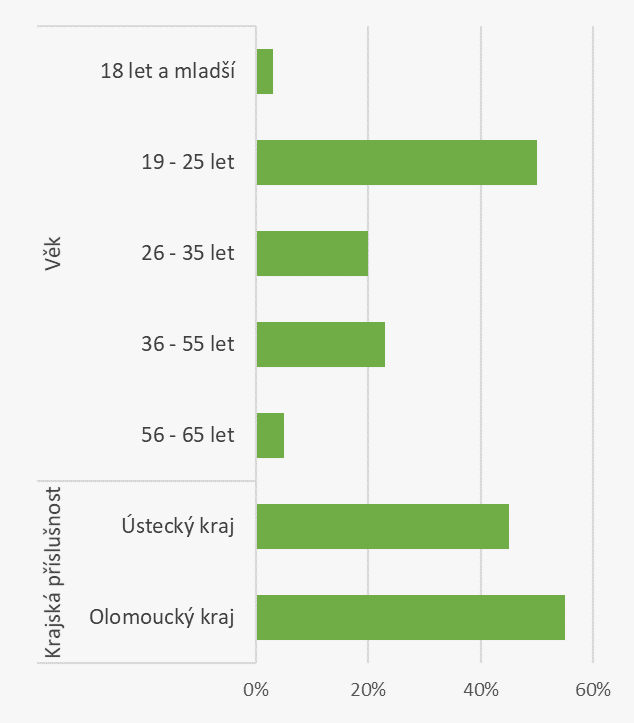 Věk
18 let a mladší
19 - 25 let
26 - 35 let
36 - 55 let
56 - 65 let
Krajská příslušnost
Ústecký kraj
Olomoucký kraj
0%
20%
40%
60%